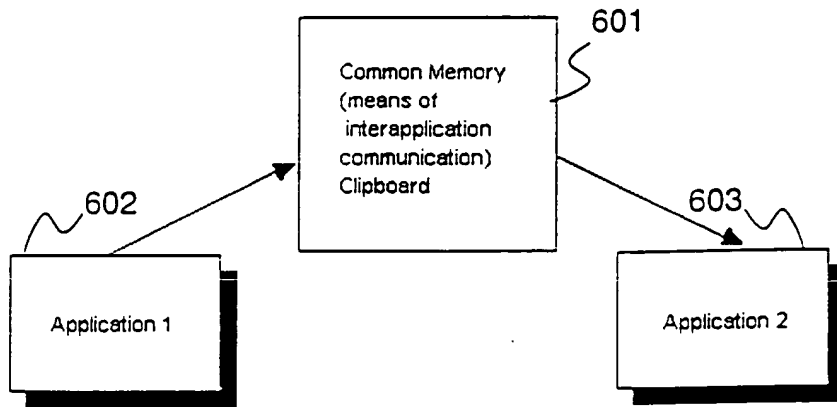 601
Common Memory
(means of
interapplication
communication)
Clipboard
602
603
Application 1
Application 2